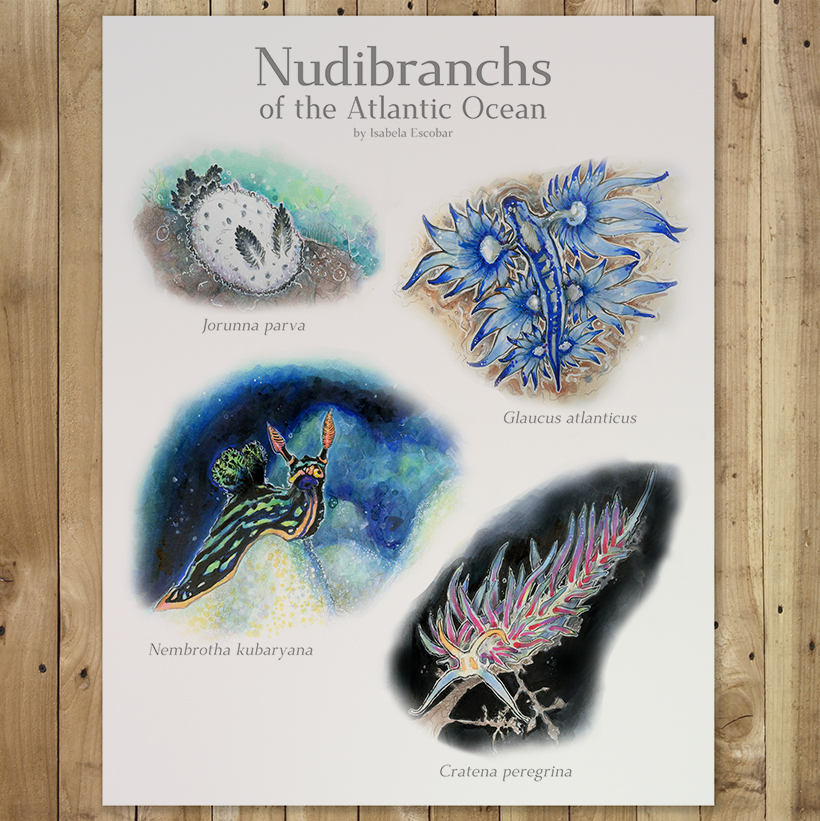 Nudibranchs
of the Atlantic Ocean
by Isabela Escobar
Jorunna parva
Glaucus atlanticus
Nembrotha kubaryana
Cratena peregrina